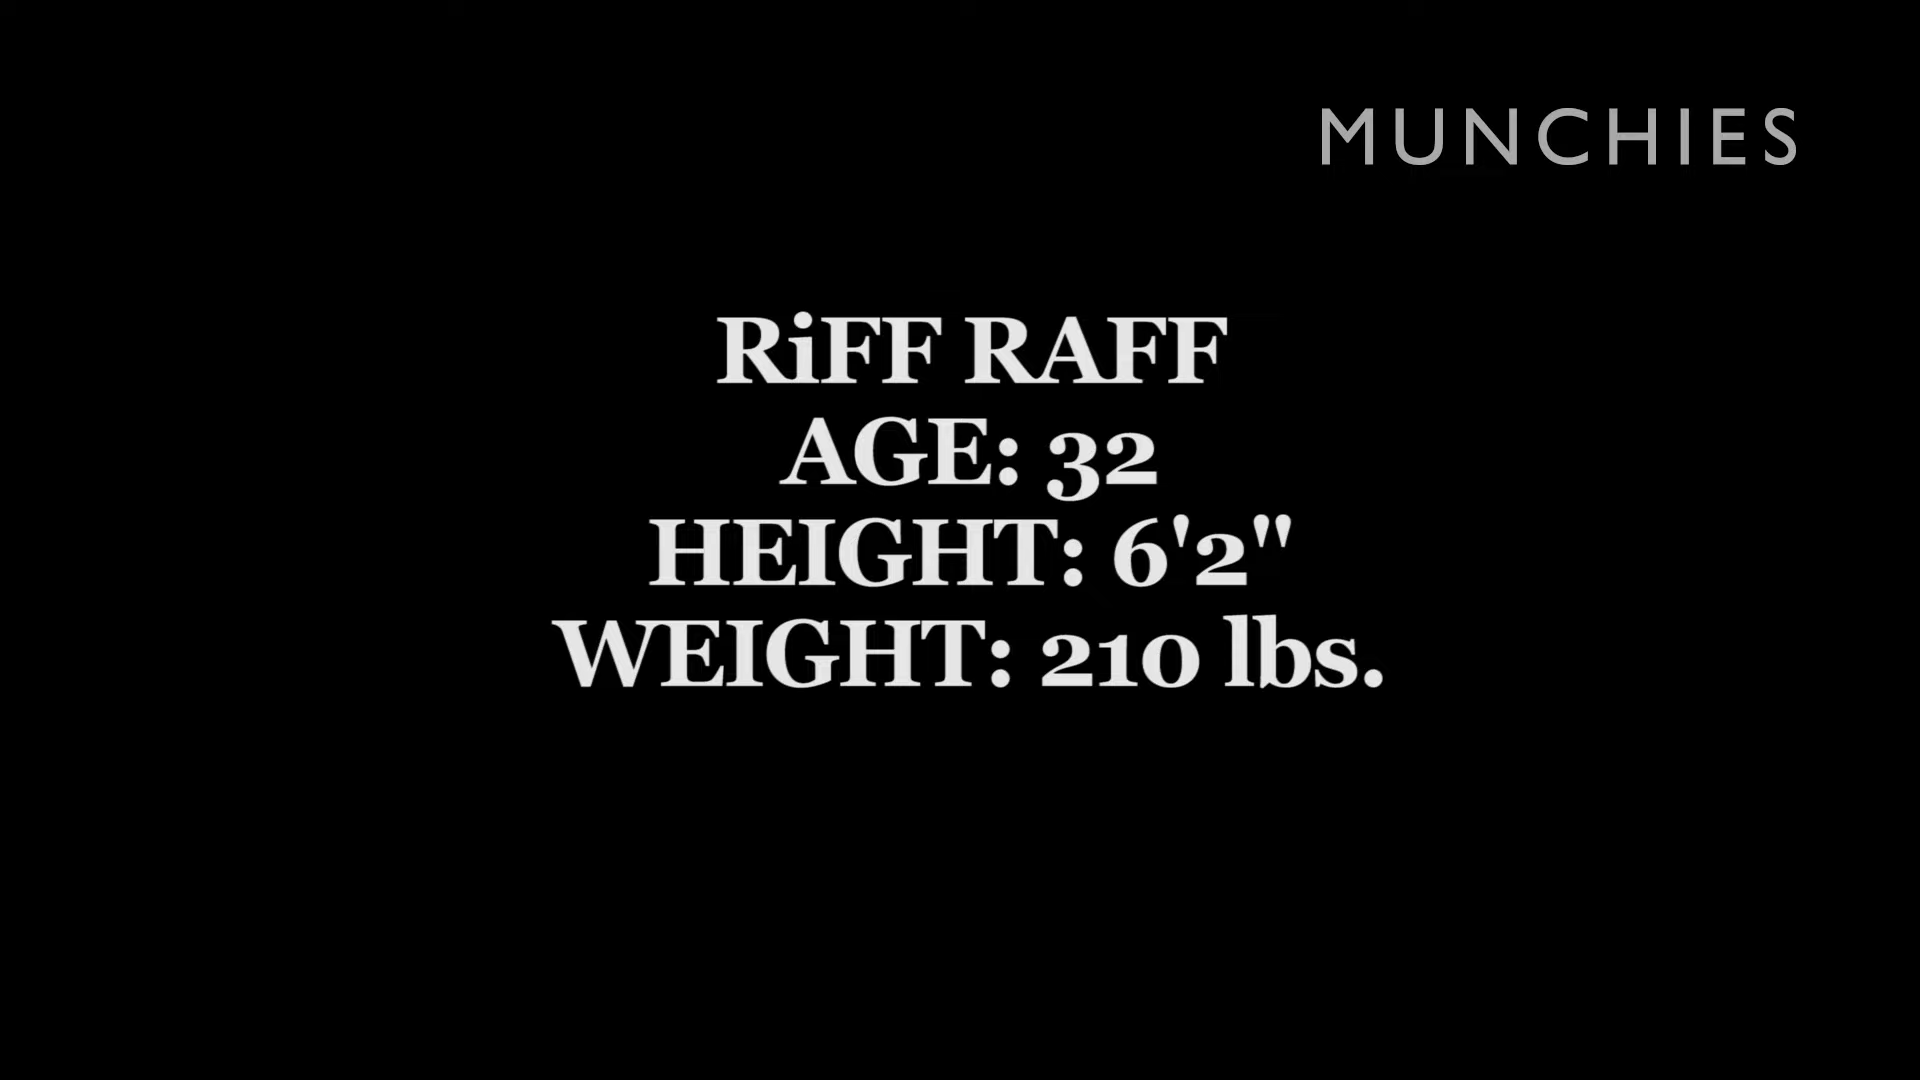 MUNCHIES
RiFF RAFF
AGE: 32
HEIGHT: 6'2"
WEIGHT: 210 lbs.